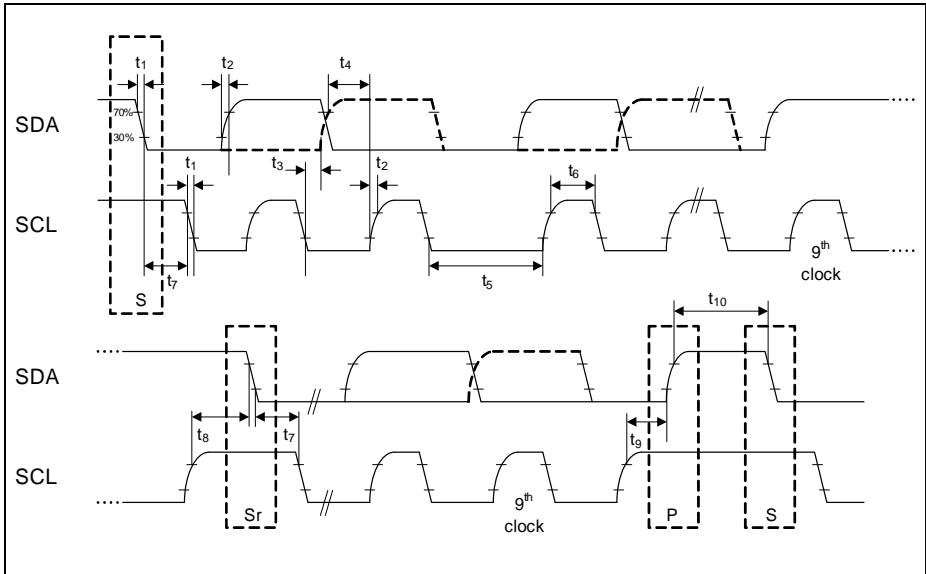 t1 t2 t4
SDA 70%
30%
t1 t3 t2 t6
SCL
t7 t5 9th
clock
S
t10
SDA
t8 t7 t9
SCL
Sr 9th
clock P S